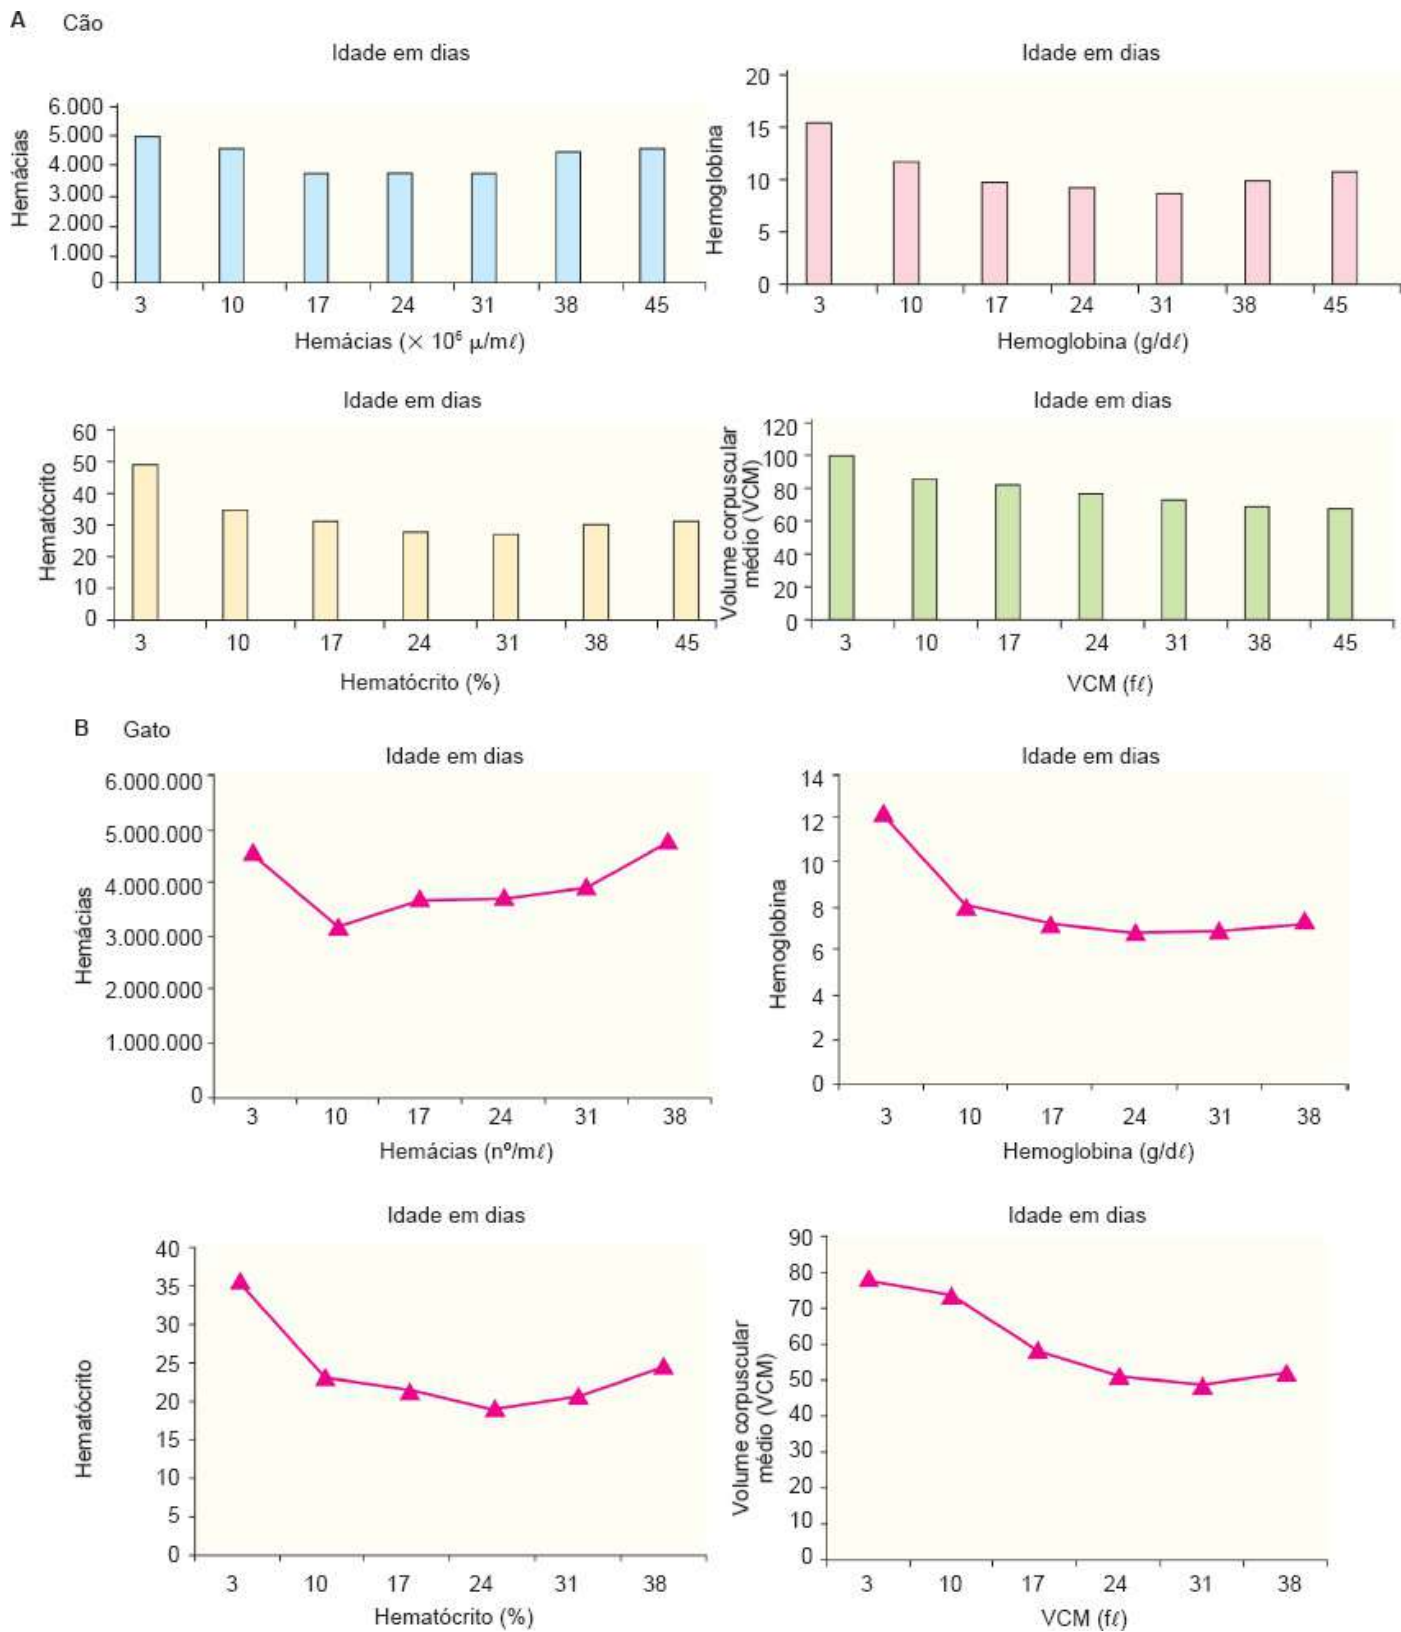 A Cão
Idade em dias
Hemácias
6.000
5.000
4.000
3.000
2.000
1.000
0
3 10 17 24 31 38 45
Hemácias (× 10⁶ µ/mℓ)
Idade em dias
Hemoglobina
20
15
10
5
0
3 10 17 24 31 38 45
Hemoglobina (g/dℓ)
Idade em dias
Hematócrito
60
50
40
30
20
10
0
3 10 17 24 31 38 45
Hematócrito (%)
Idade em dias
Volume corpuscular
médio (VCM)
120
100
80
60
40
20
0
3 10 17 24 31 38 45
VCM (fℓ)
B Gato
Idade em dias
Hemácias
6.000.000
5.000.000
4.000.000
3.000.000
2.000.000
1.000.000
0
3 10 17 24 31 38
Hemácias (nº/mℓ)
Idade em dias
Hemoglobina
14
12
10
8
6
4
2
0
3 10 17 24 31 38
Hemoglobina (g/dℓ)
Idade em dias
Hematócrito
40
35
30
25
20
15
10
5
0
3 10 17 24 31 38
Hematócrito (%)
Idade em dias
Volume corpuscular
médio (VCM)
90
80
70
60
50
40
30
20
10
0
3 10 17 24 31 38
VCM (fℓ)